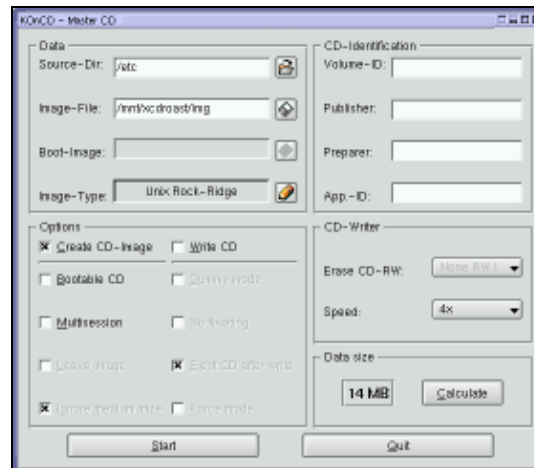 KOnCD - Master CD
Data
Source-Dir: /etc
Image-File: /mnt/xcdroast/img
Boot-Image:
Image-Type: Unix Rock-Ridge
CD-Identification
Volume-ID:
Publisher:
Preparer:
App.-ID:
Options
Create CD-Image Write CD
Bootable CD Dummy mode
Multisession No fixating
Leave Image Eject CD after write
Ignore medium size Force mode
CD-Writer
Erase CD-RW: None RW !
Speed: 4x
Data size
14 MB Calculate
Start Quit